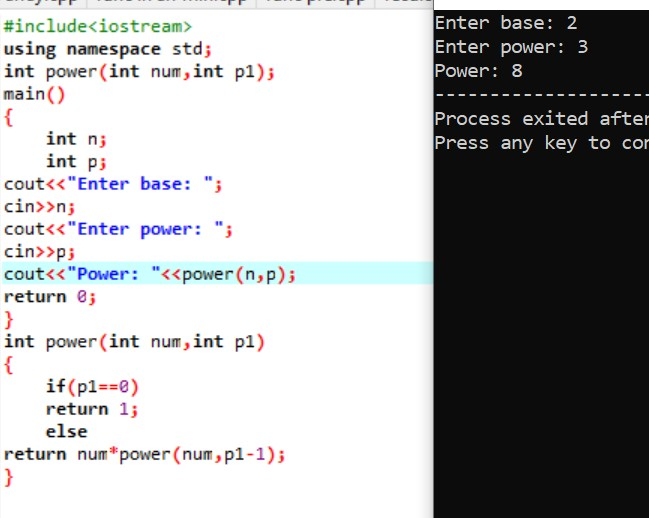 #include<iostream>
using namespace std;
int power(int num,int p1);
main()
{
    int n;
    int p;
cout<<"Enter base: ";
cin>>n;
cout<<"Enter power: ";
cin>>p;
cout<<"Power: "<<power(n,p);
return 0;
}
int power(int num,int p1)
{
    if(p1==0)
    return 1;
    else
return num*power(num,p1-1);
}
Enter base: 2
Enter power: 3
Power: 8
--------------------
Process exited after
Press any key to con